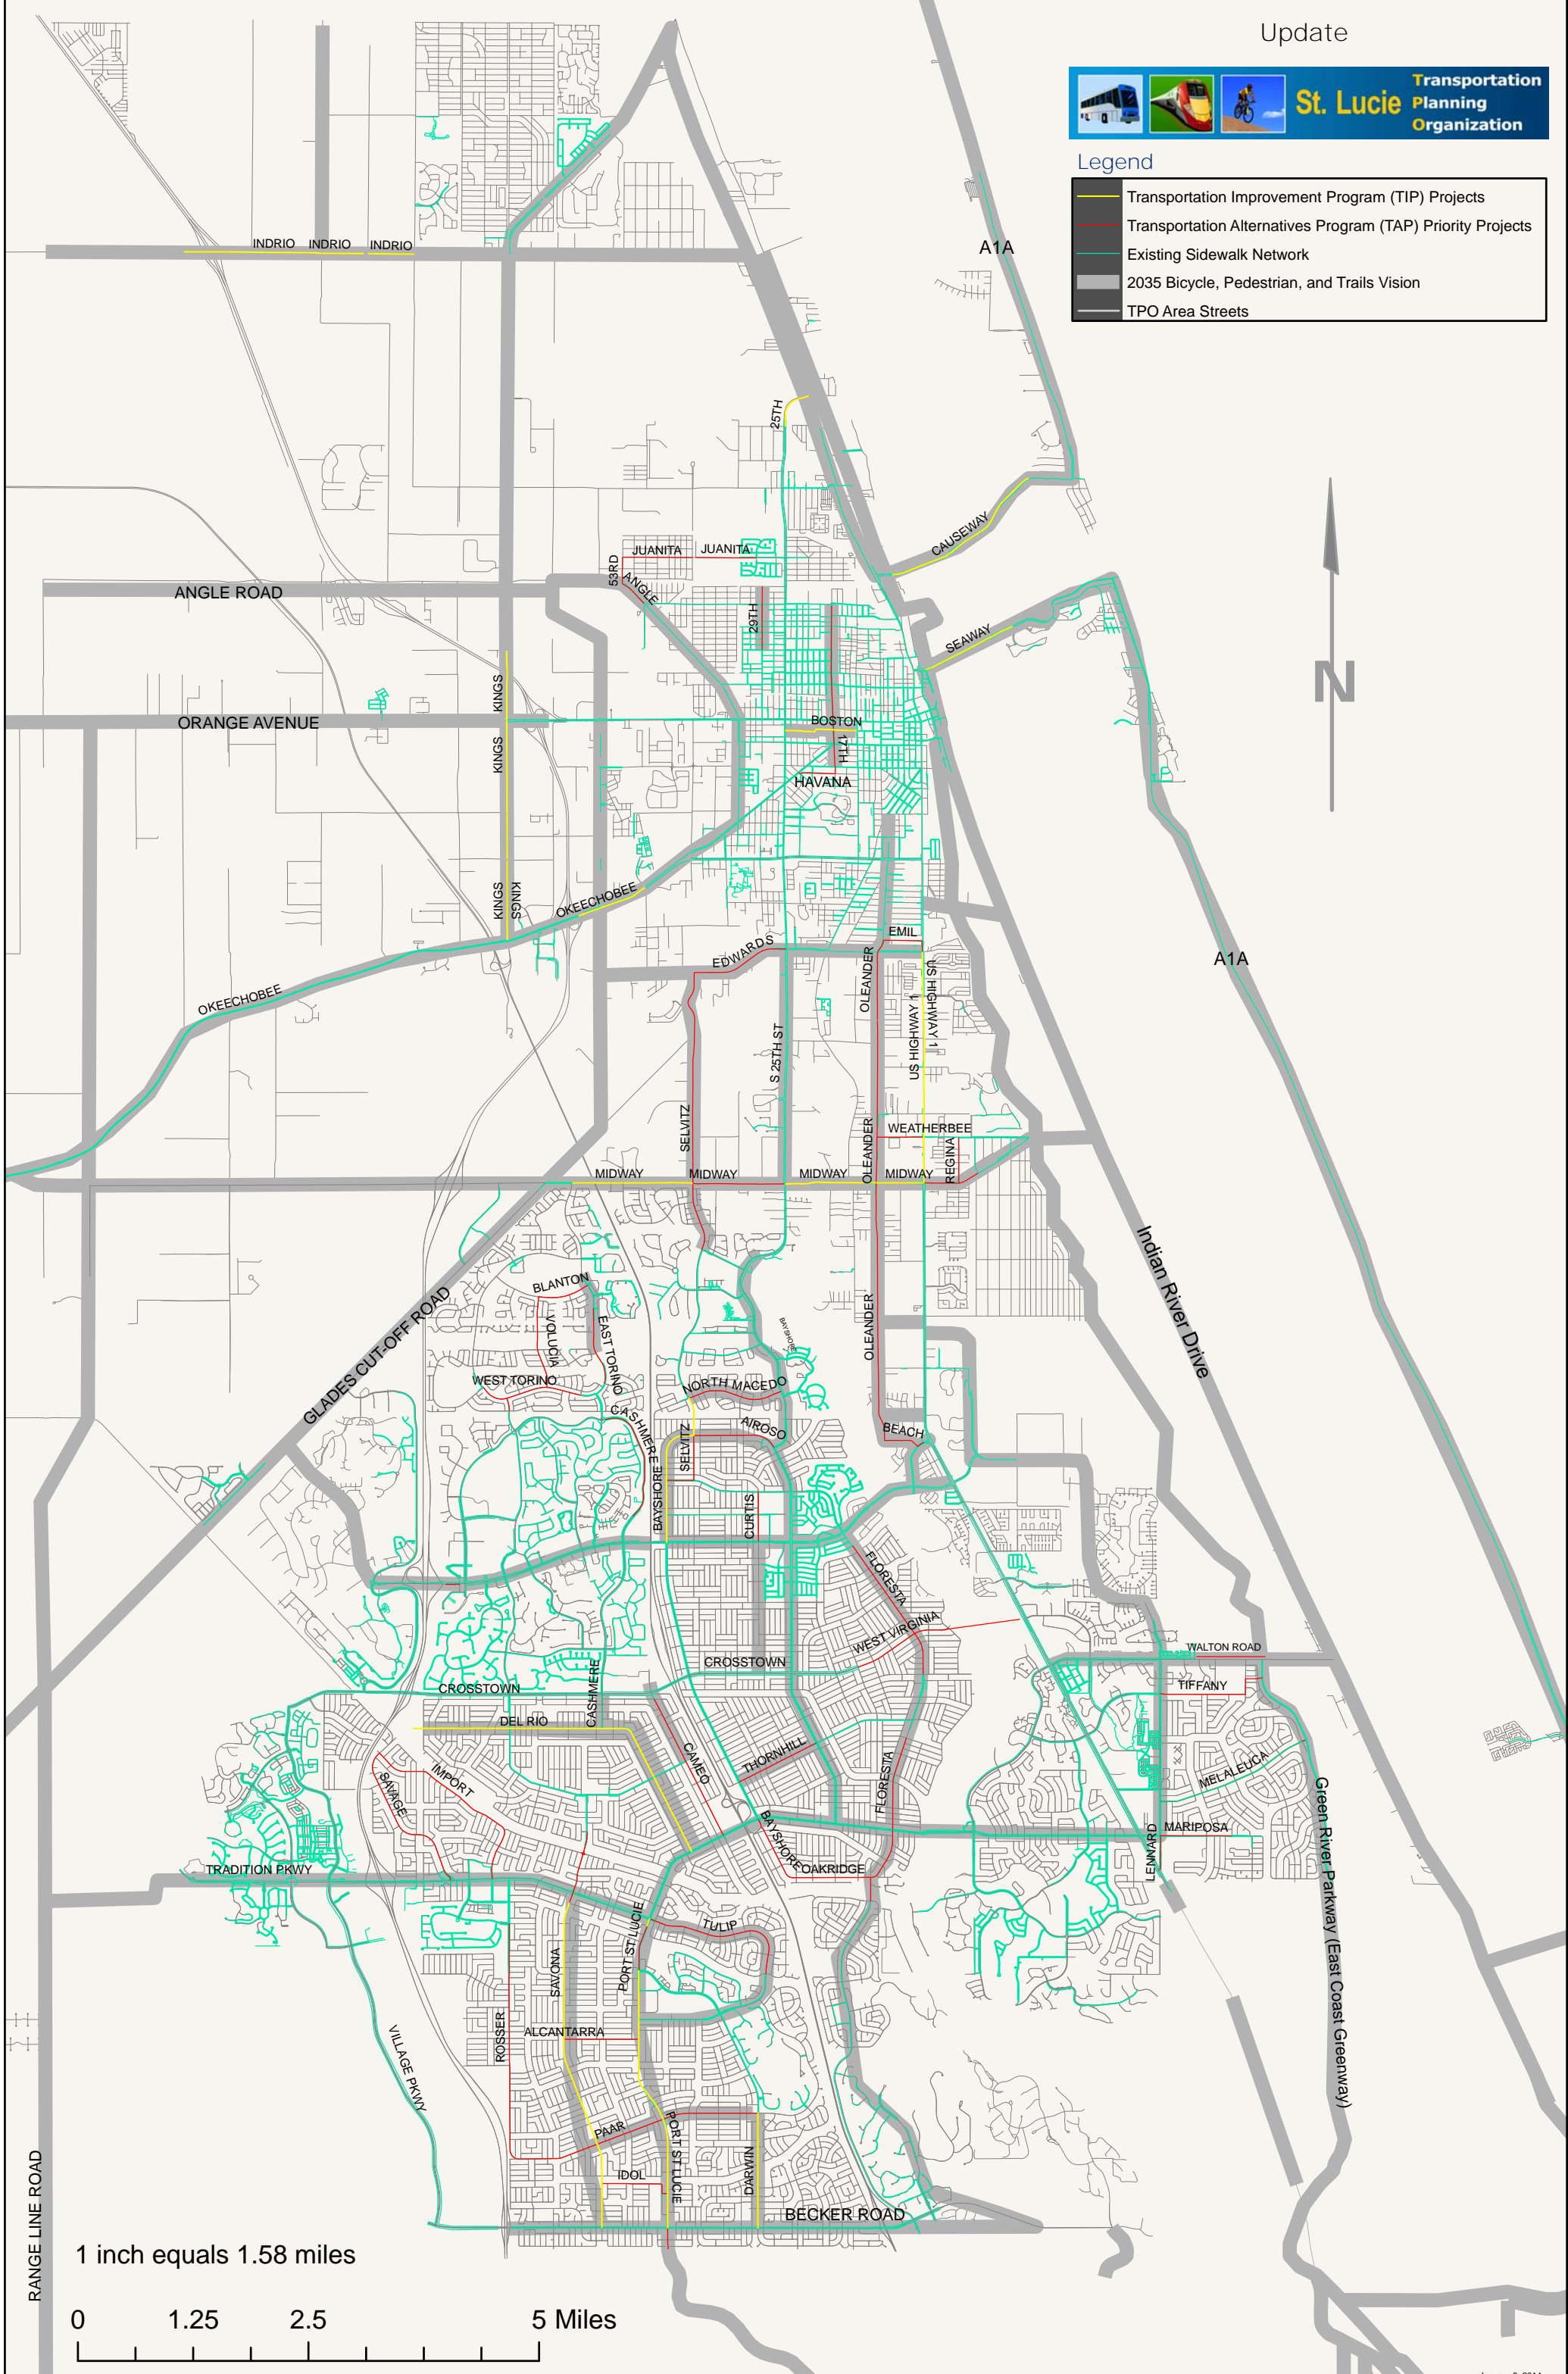 Update
St. Lucie
Transportation
Planning
Organization
Legend
Transportation Improvement Program (TIP) Projects
Transportation Alternatives Program (TAP) Priority Projects
Existing Sidewalk Network
2035 Bicycle, Pedestrian, and Trails Vision
TPO Area Streets
INDRIO INDRIO INDRIO
A1A
25TH
CAUSEWAY
JUANITA JUANITA
53RD
ANGLE
ANGLE ROAD
29TH
SEAWAY
N
KINGS
ORANGE AVENUE
BOSTON
KINGS
17TH
HAVANA
KINGS
KINGS
OKEECHOBEE
EMIL
EDWARDS
OLEANDER
US HIGHWAY 1
US HIGHWAY 1
A1A
OKEECHOBEE
S 25TH ST
SELVITZ
OLEANDER
WEATHERBEE
REGINA
MIDWAY MIDWAY MIDWAY MIDWAY
Indian River Drive
BLANTON
GLADES CUT-OFF ROAD
VOLUCIA
EAST TORINO
BAYSHORE
OLEANDER
WEST TORINO
NORTH MACEDO
CASHMERE
AIROSO
BEACH
SELVITZ
BAYSHORE
CURTIS
FLORESTA
WEST VIRGINIA
WALTON ROAD
CROSSTOWN
TIFFANY
CROSSTOWN
CASHMERE
DEL RIO
CAMEO
THORNHILL
IMPORT
SAVAGE
FLORESTA
MELALEUCA
Green River Parkway (East Coast Greenway)
BAYSHORE
MARIPOSA
LENNARD
OAKRIDGE
TRADITION PKWY
TULIP
PORT ST LUCIE
SAVONA
ROSSER
ALCANTARRA
VILLAGE PKWY
PAAR
PORT ST LUCIE
DARWIN
IDOL
BECKER ROAD
RANGE LINE ROAD
1 inch equals 1.58 miles
0 1.25 2.5 5 Miles